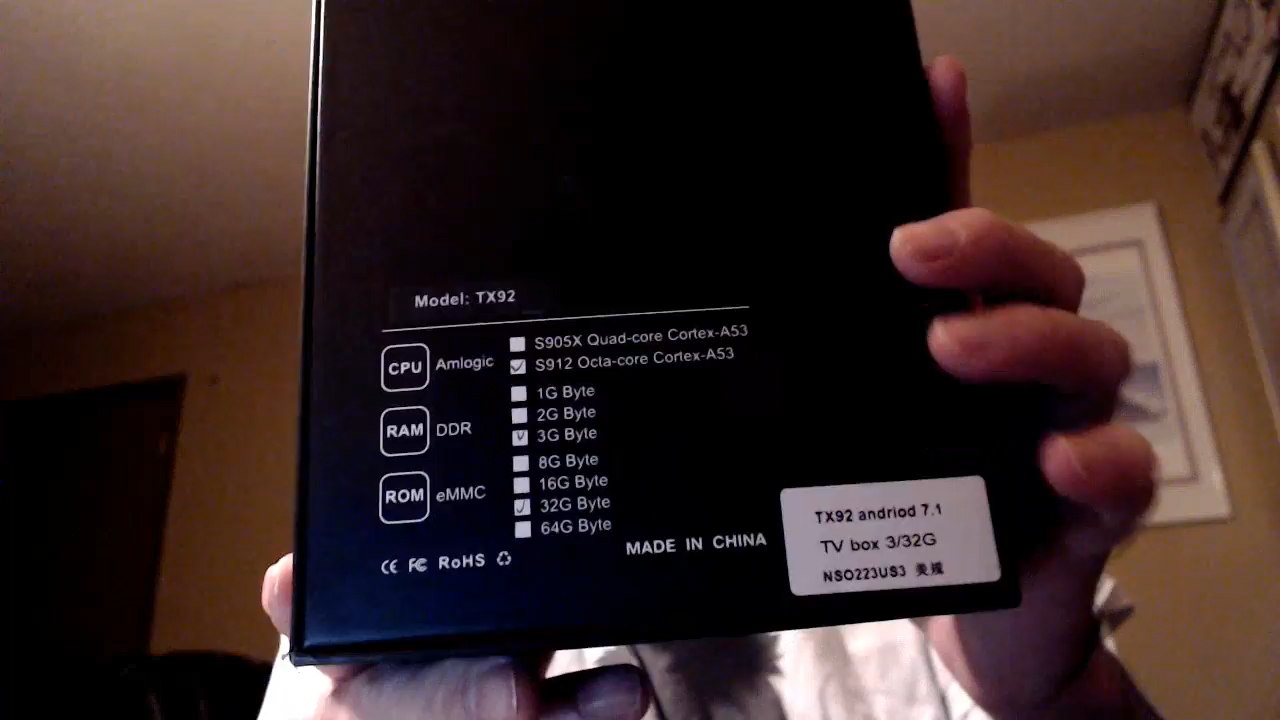 Model: TX92
CPU Amlogic
S905X Quad-core Cortex-A53
S912 Octa-core Cortex-A53
RAM DDR
1G Byte
2G Byte
3G Byte
ROM eMMC
8G Byte
16G Byte
32G Byte
64G Byte
CE FC RoHS
MADE IN CHINA
TX92 andriod 7.1
TV box 3/32G
NSO223US3 美规